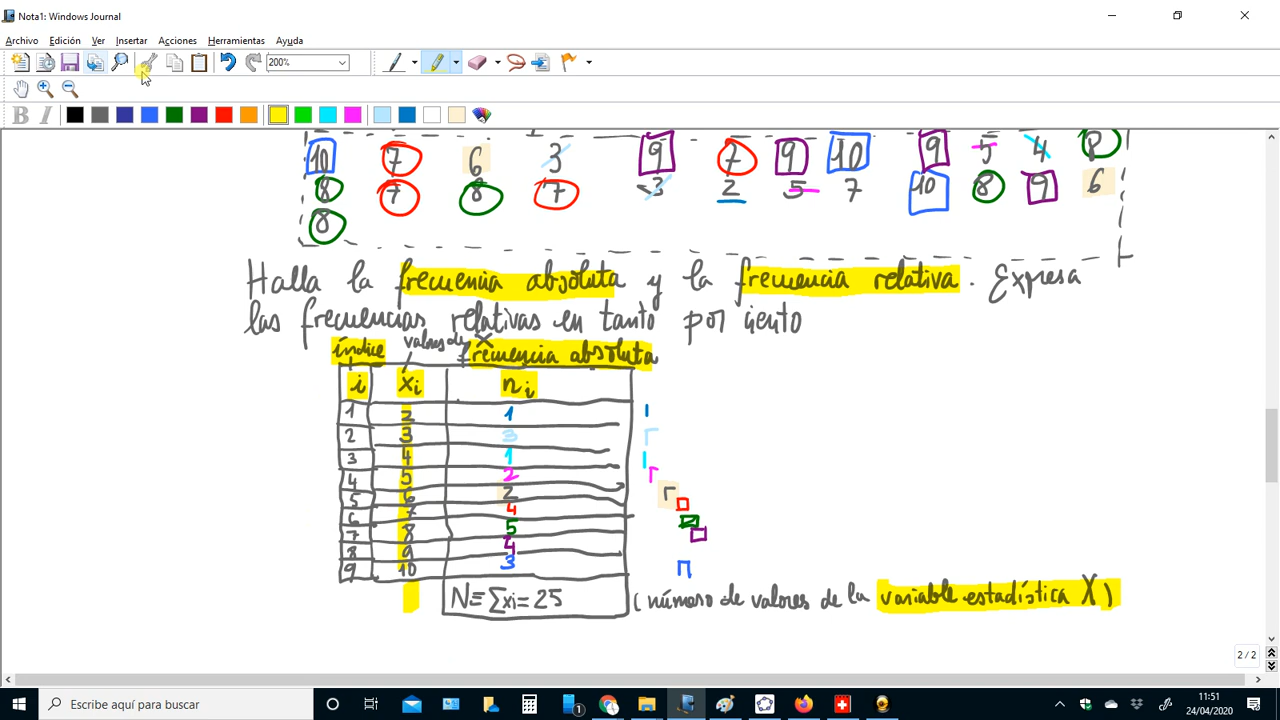 Nota1: Windows Journal
Archivo Edición Ver Insertar Acciones Herramientas Ayuda
200%
B I
10 7 6 3 9 7 9 10 9 5 4 8
8 7 8 7 3 2 5 7 10 8 9 6
8
Halla la frecuencia absoluta y la frecuencia relativa. Expresa
las frecuencias relativas en tanto por ciento
índice valores de X frecuencia absoluta
i xi ni
1 2 1
2 3 3
3 4 1
4 5 2
5 6 2
6 7 4
7 8 5
8 9 4
9 10 3
N = ∑xi = 25 (número de valores de la variable estadística X)
2 / 2
Escribe aquí para buscar
1
11:51
24/04/2020